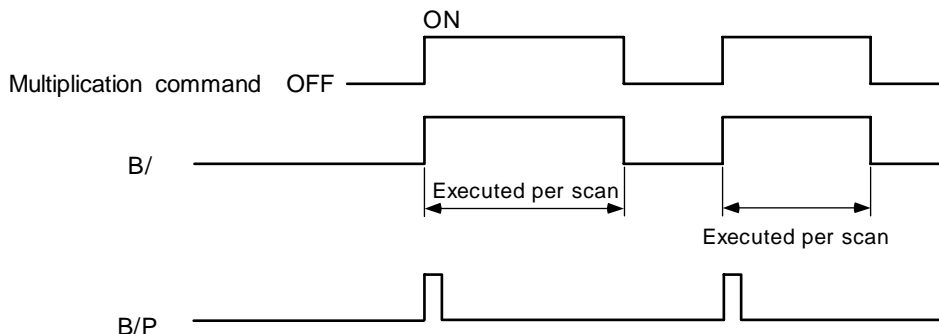 ON
Multiplication command OFF
B/
Executed per scan
Executed per scan
B/P